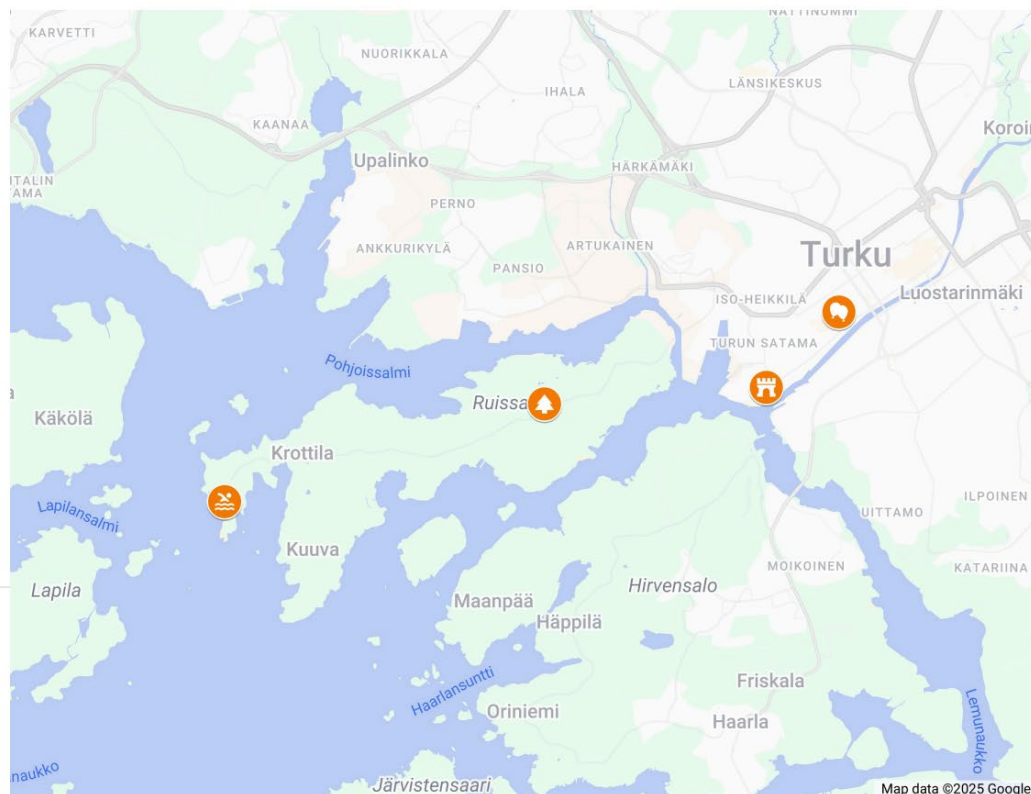 NATTINUMMI
KARVETTI
NUORIKKALA
LÄNSIKESKUS
IHALA
KAANAA
Koroin
Upalinko
HÄRKÄMÄKI
PERNO
ANKKURIKYLÄ
ARTUKAINEN
Turku
PANSIO
ISO-HEIKKILÄ
Luostarinmäki
TURUN SATAMA
Pohjoissalmi
Ruissa
Käkölä
Krottila
Lapilansalmi
ILPOINEN
UITTAMO
Kuuva
MOIKOINEN
KATARIINA
Lapila
Hirvensalo
Maanpää
Häppilä
Haarlansuntti
Friskala
Oriniemi
Haarla
Lemunaukko
naukko
Järvistensaari
Map data ©2025 Google